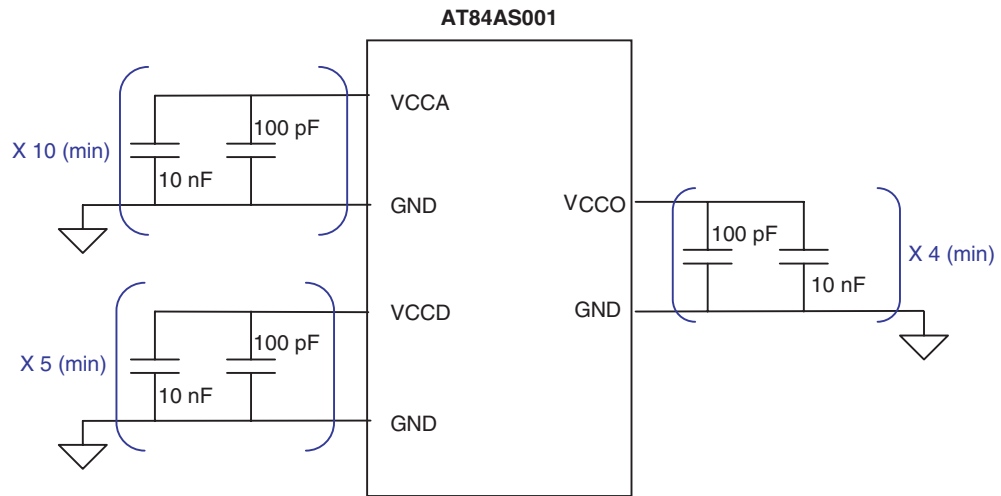 AT84AS001
VCCA
100 pF
X 10 (min)
10 nF
GND
VCCO
100 pF
X 4 (min)
10 nF
GND
VCCD
100 pF
X 5 (min)
10 nF
GND